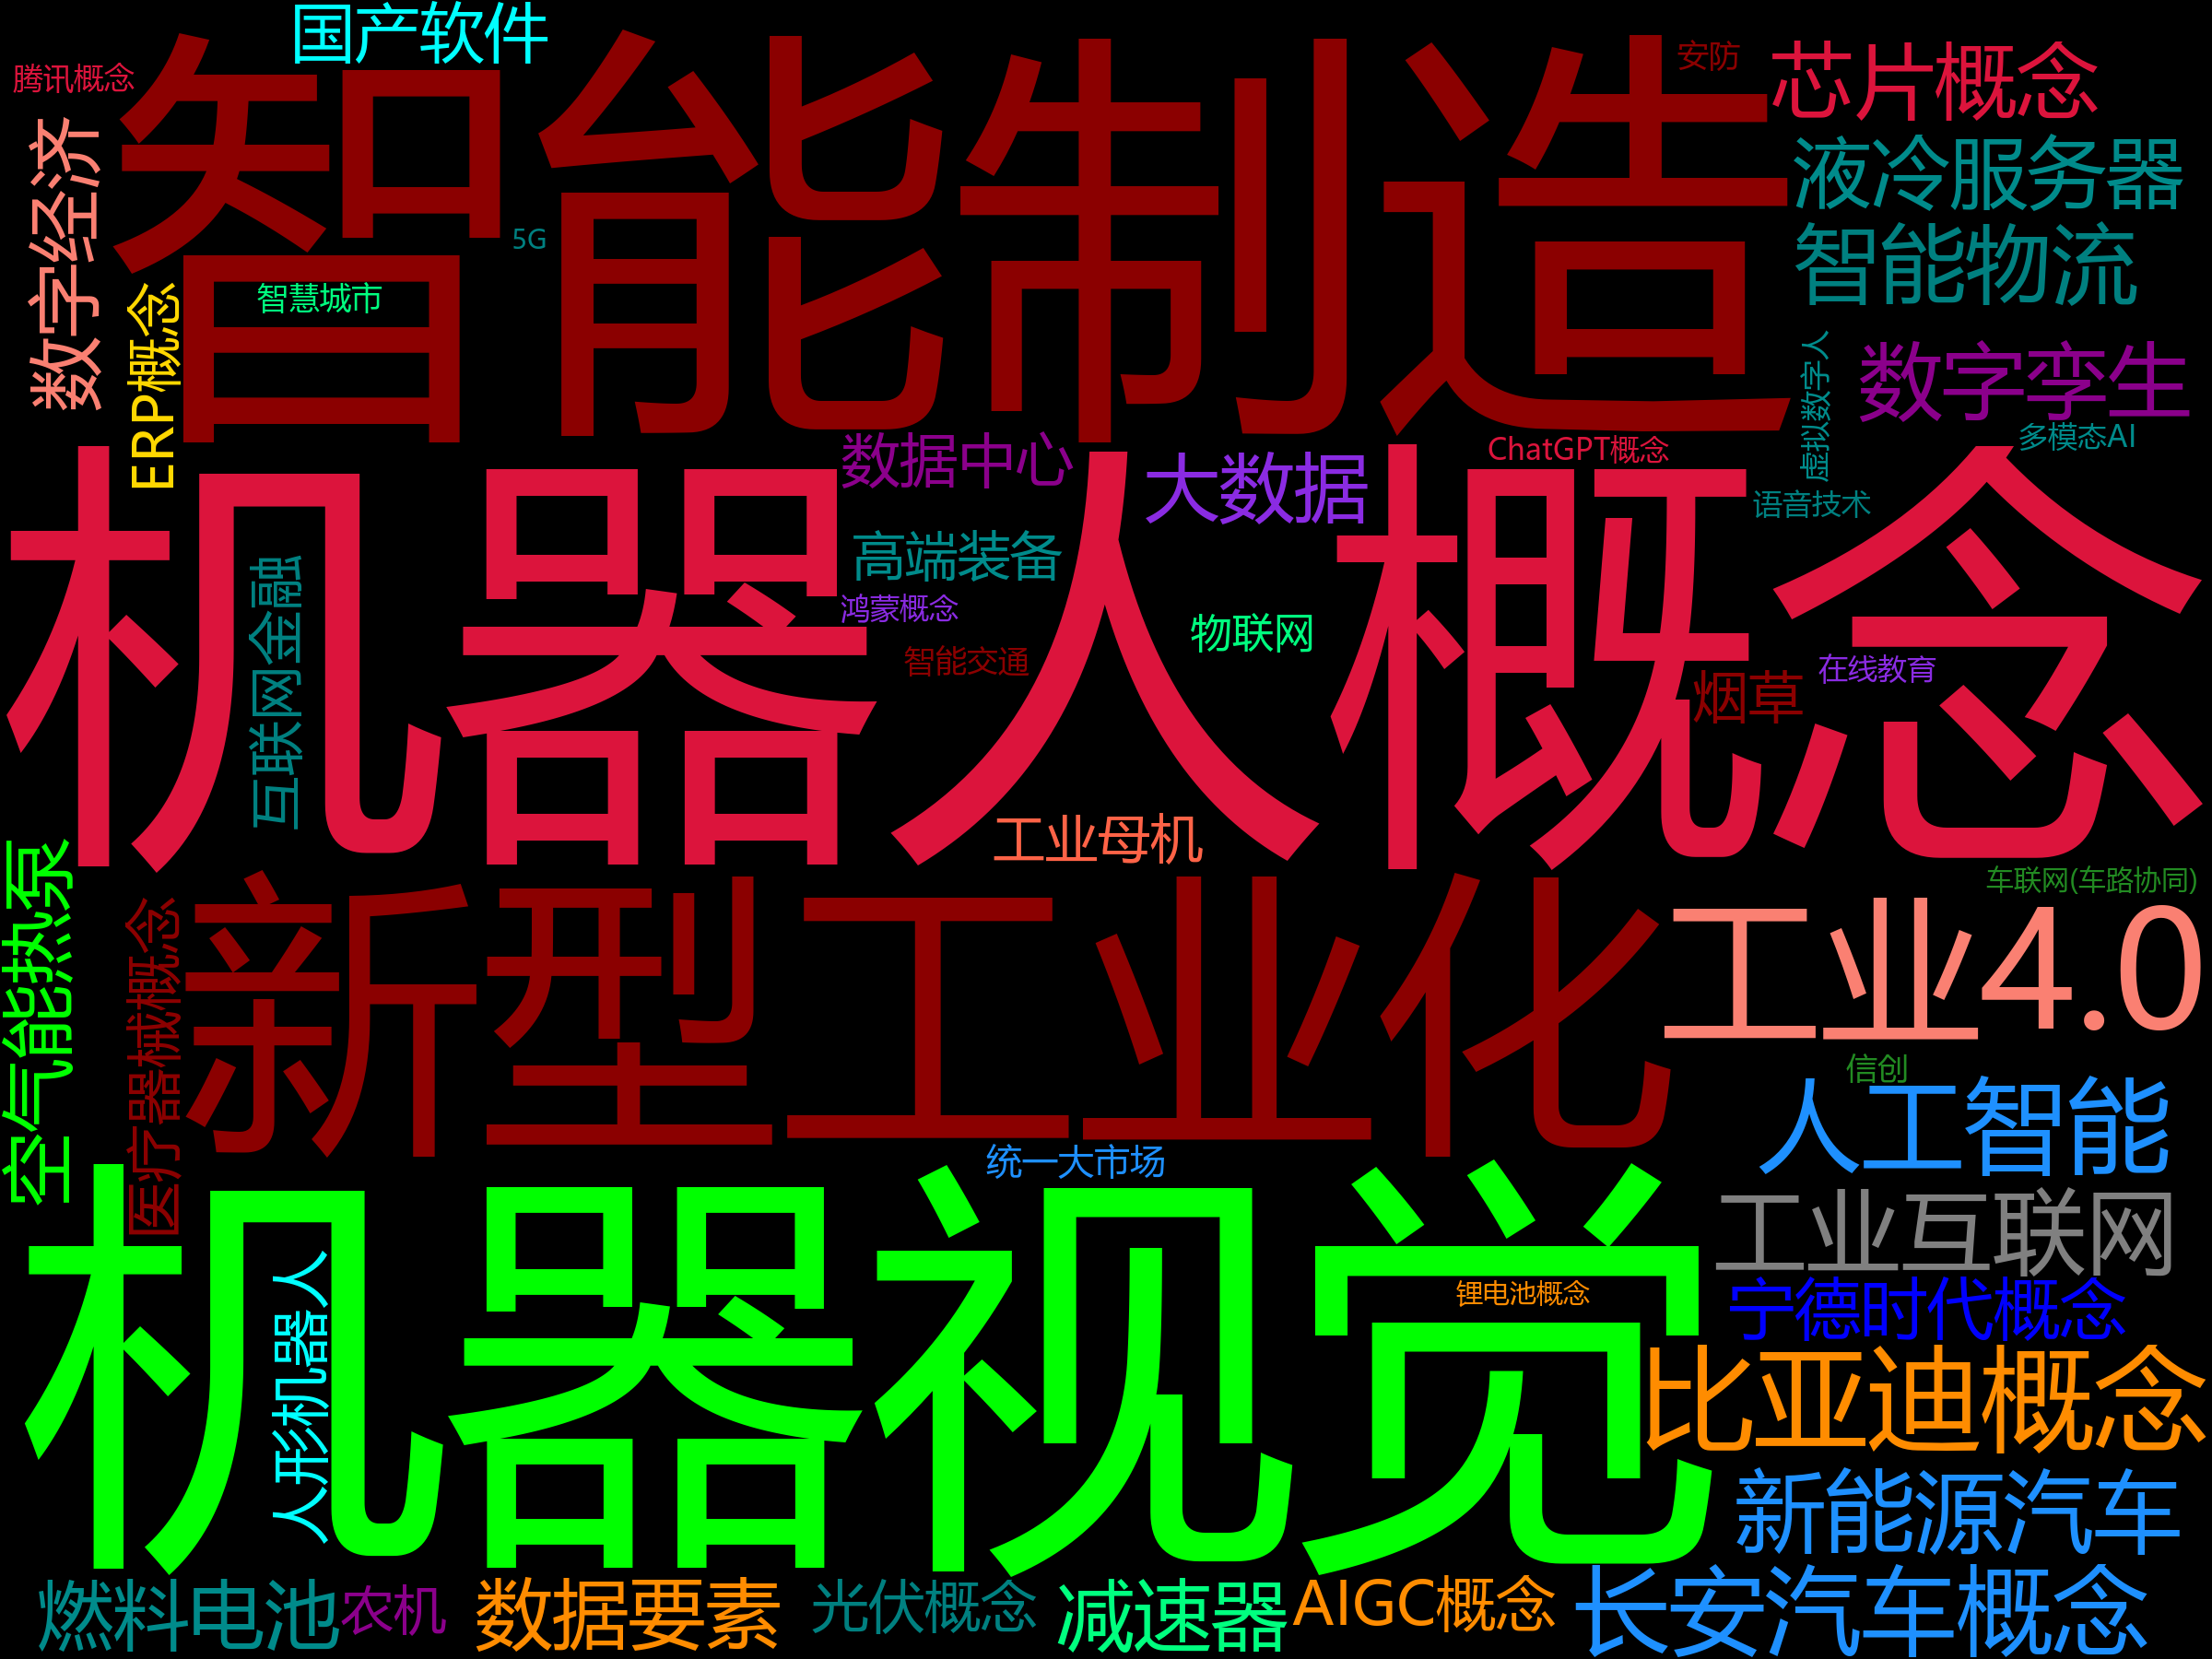 国产软件
腾讯概念
智能制造
安防
芯片概念
数字经济
液冷服务器
5G
智能物流
ERP概念
智慧城市
虚拟数字人
数字孪生
数据中心
大数据
ChatGPT概念
多模态AI
机器人概念
语音技术
高端装备
互联网金融
鸿蒙概念
物联网
智能交通
在线教育
烟草
工业母机
空气能热泵
车联网(车路协同)
医疗器械概念
新型工业化
工业4.0
信创
人工智能
统一大市场
机器视觉
工业互联网
人形机器人
锂电池概念
宁德时代概念
比亚迪概念
新能源汽车
燃料电池
农机
数据要素
光伏概念
减速器
AIGC概念
长安汽车概念